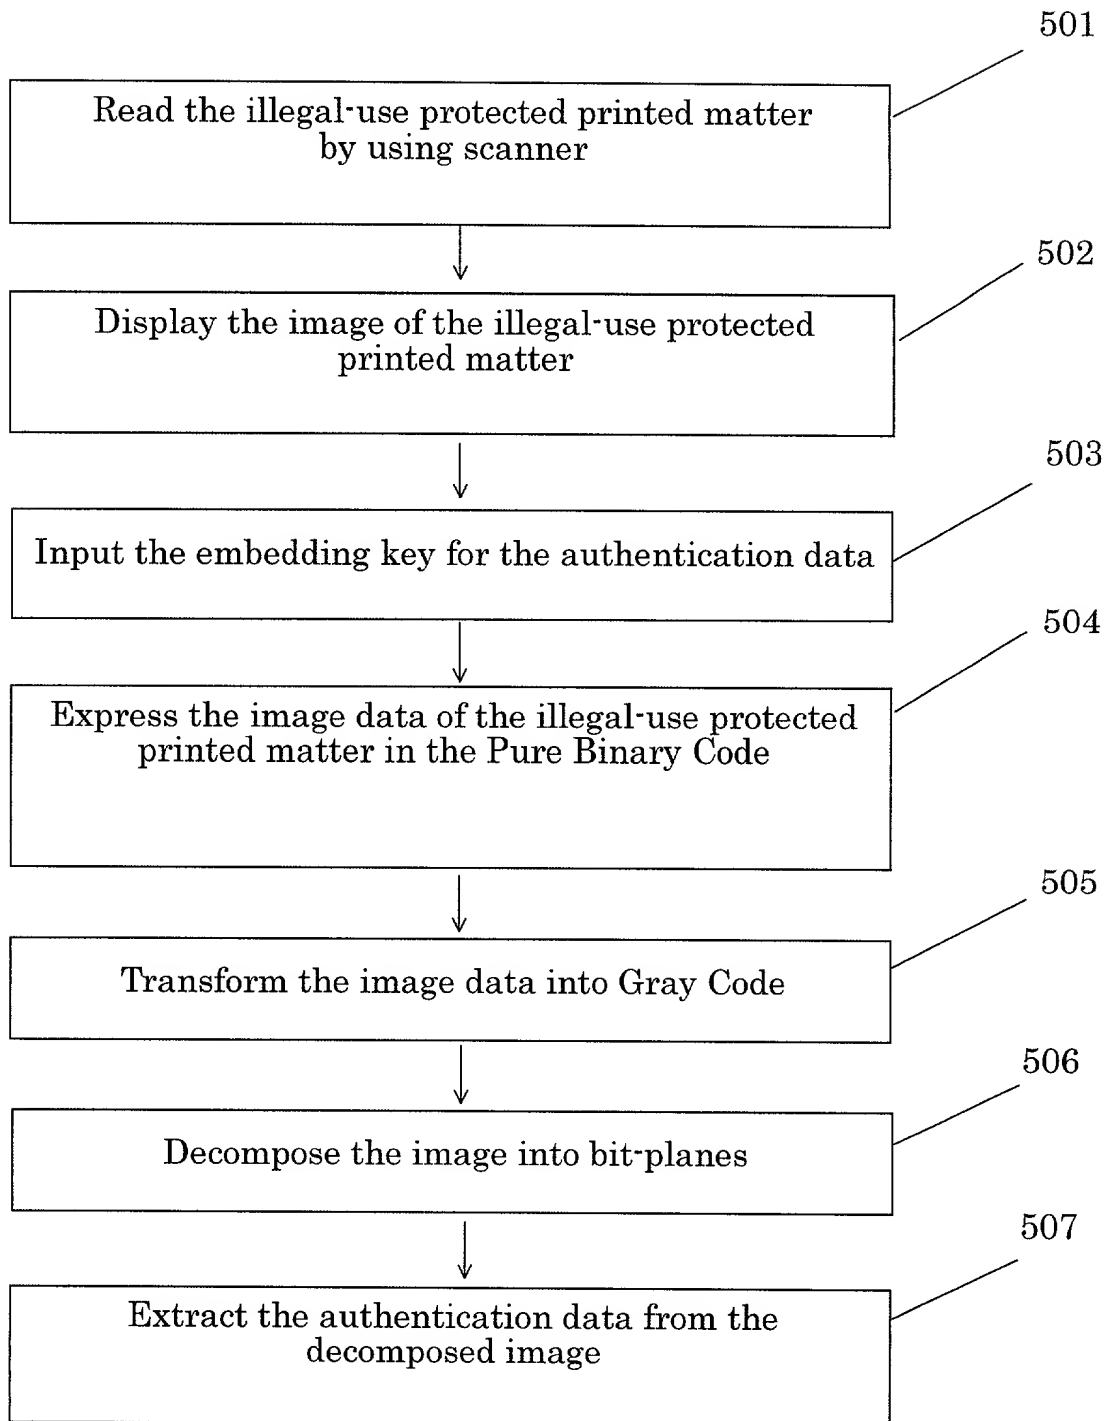 501
Read the illegal-use protected printed matter
by using scanner
502
Display the image of the illegal-use protected
printed matter
503
Input the embedding key for the authentication data
504
Express the image data of the illegal-use protected
printed matter in the Pure Binary Code
505
Transform the image data into Gray Code
506
Decompose the image into bit-planes
507
Extract the authentication data from the
decomposed image